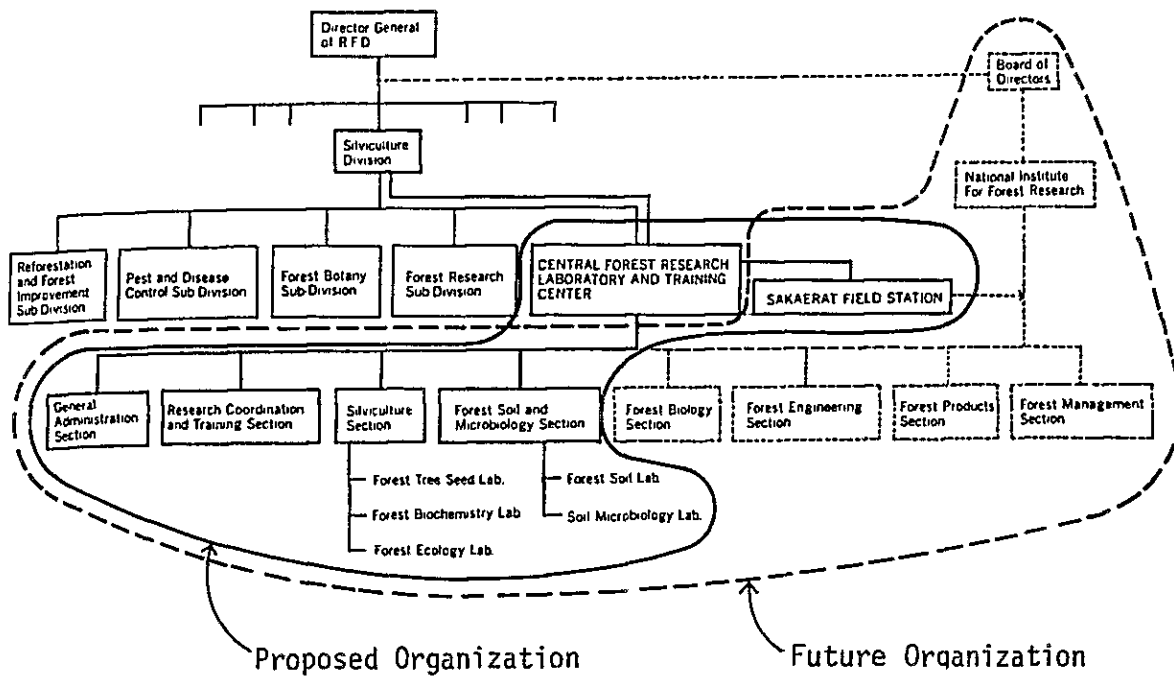 Director General
of RFD
Board of
Directors
Silviculture
Division
National Institute
For Forest Research
Reforestation
and Forest
Improvement
Sub Division
Pest and Disease
Control Sub Division
Forest Botany
Sub Division
Forest Research
Sub Division
CENTRAL FOREST RESEARCH
LABORATORY AND TRAINING
CENTER
SAKAERAT FIELD STATION
General
Administration
Section
Research Coordination
and Training Section
Silviculture
Section
Forest Soil and
Microbiology Section
Forest Biology
Section
Forest Engineering
Section
Forest Products
Section
Forest Management
Section
Forest Tree Seed Lab.
Forest Biochemistry Lab
Forest Ecology Lab.
Forest Soil Lab.
Soil Microbiology Lab.
Proposed Organization
Future Organization